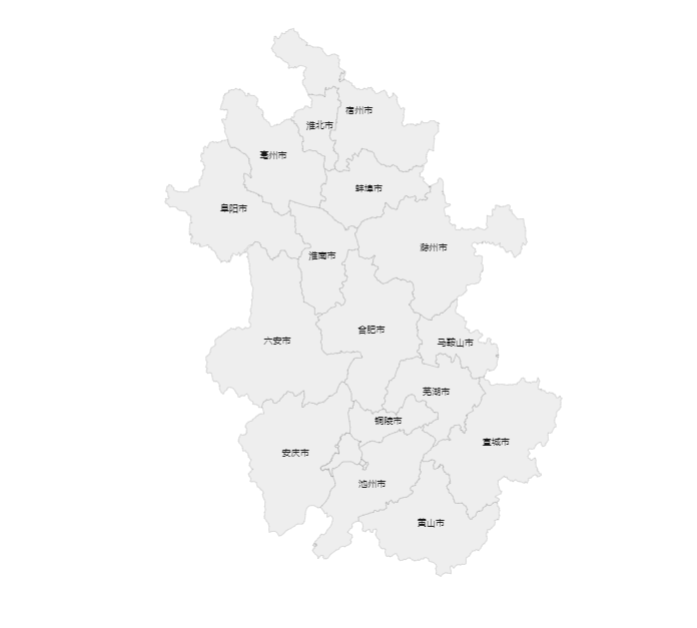 宿州市
淮北市
亳州市
蚌埠市
阜阳市
滁州市
淮南市
合肥市
六安市
马鞍山市
芜湖市
铜陵市
宣城市
安庆市
池州市
黄山市